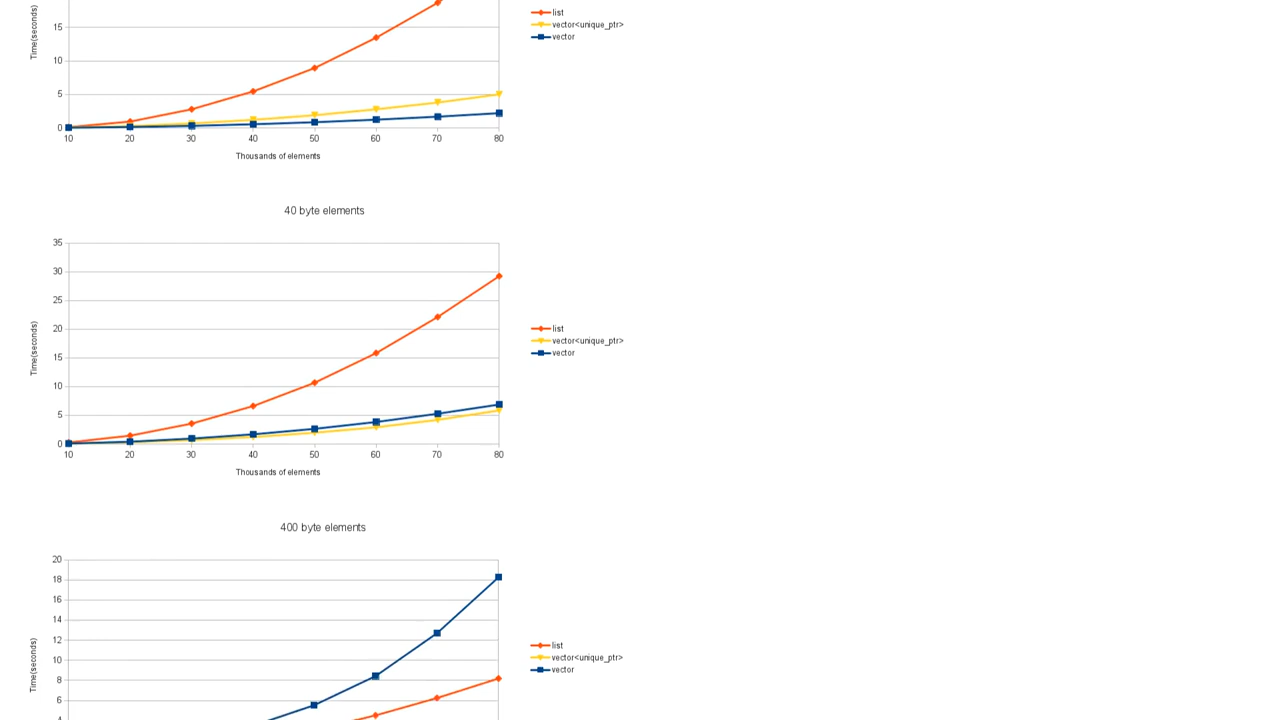 Time(seconds)
15
10
5
0
10 20 30 40 50 60 70 80
Thousands of elements
list
vector<unique_ptr>
vector
40 byte elements
Time(seconds)
35
30
25
20
15
10
5
0
10 20 30 40 50 60 70 80
Thousands of elements
list
vector<unique_ptr>
vector
400 byte elements
Time(seconds)
20
18
16
14
12
10
8
6
4
list
vector<unique_ptr>
vector